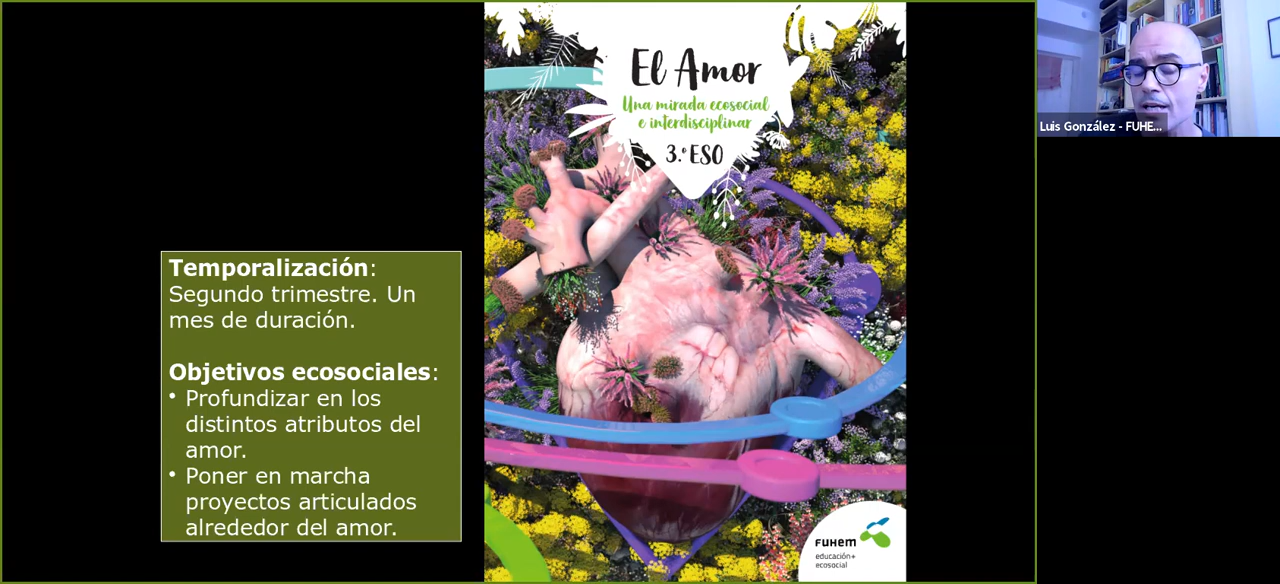 Temporalización:
Segundo trimestre. Un
mes de duración.
Objetivos ecosociales:
• Profundizar en los
distintos atributos del
amor.
• Poner en marcha
proyectos articulados
alrededor del amor.
El Amor
Una mirada ecosocial
e interdisciplinar
3.º ESO
FUHEM
educación+
ecosocial
Luis González - FUHE...